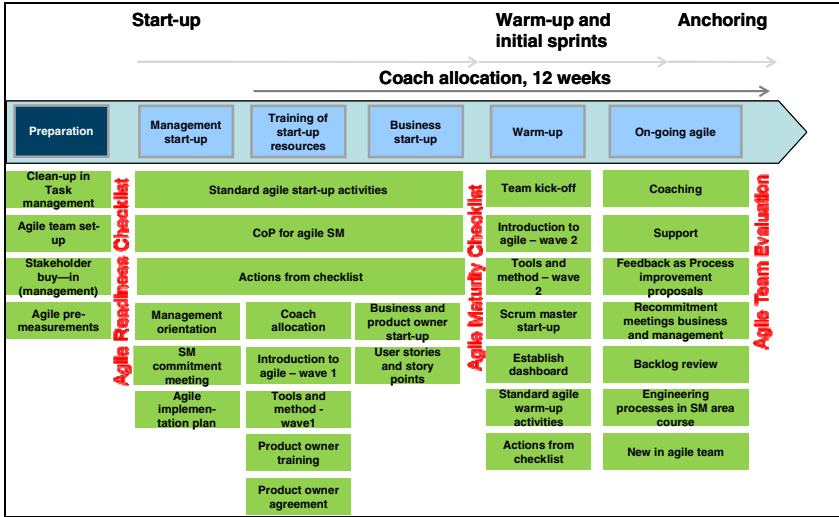 Start-up
Warm-up and
initial sprints
Anchoring
Coach allocation, 12 weeks
Preparation
Management
start-up
Training of
start-up
resources
Business
start-up
Warm-up
On-going agile
Clean-up in
Task
management
Agile team set-
up
Stakeholder
buy—in
(management)
Agile pre-
measurements
Agile Readiness Checklist
Standard agile start-up activities
CoP for agile SM
Actions from checklist
Management
orientation
SM
commitment
meeting
Agile
implemen-
tation plan
Coach
allocation
Introduction to
agile – wave 1
Tools and
method -
wave1
Product owner
training
Product owner
agreement
Business and
product owner
start-up
User stories
and story
points
Agile Maturity Checklist
Team kick-off
Introduction to
agile – wave 2
Tools and
method – wave
2
Scrum master
start-up
Establish
dashboard
Standard agile
warm-up
activities
Actions from
checklist
Coaching
Support
Feedback as Process
improvement
proposals
Recommitment
meetings business
and management
Backlog review
Engineering
processes in SM area
course
New in agile team
Agile Team Evaluation